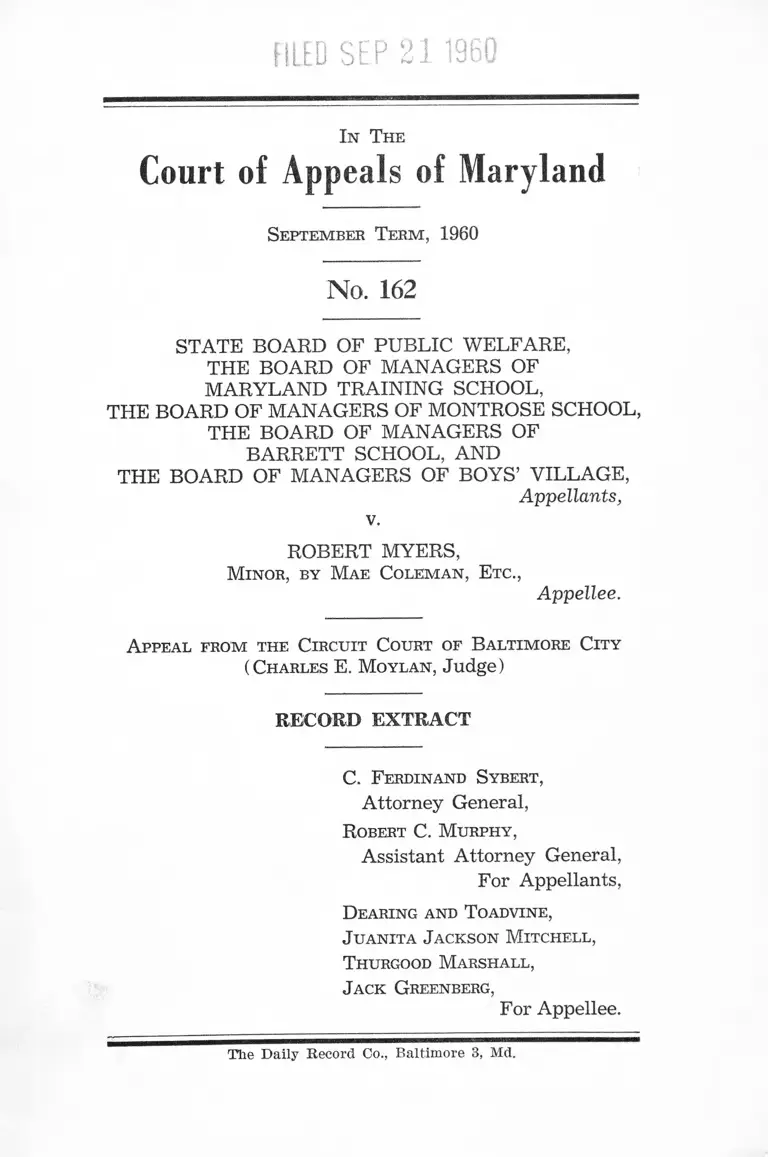 FILED SEP 21 1960
IN THE
Court of Appeals of Maryland
SEPTEMBER TERM, 1960
No. 162
STATE BOARD OF PUBLIC WELFARE,
THE BOARD OF MANAGERS OF
MARYLAND TRAINING SCHOOL,
THE BOARD OF MANAGERS OF MONTROSE SCHOOL,
THE BOARD OF MANAGERS OF
BARRETT SCHOOL, AND
THE BOARD OF MANAGERS OF BOYS' VILLAGE,
Appellants,
v.
ROBERT MYERS,
MINOR, BY MAE COLEMAN, ETC.,
Appellee.
APPEAL FROM THE CIRCUIT COURT OF BALTIMORE CITY
(CHARLES E. MOYLAN, Judge)
RECORD EXTRACT
C. FERDINAND SYBERT,
Attorney General,
ROBERT C. MURPHY,
Assistant Attorney General,
For Appellants,
DEARING AND TOADVINE,
JUANITA JACKSON MITCHELL,
THURGOOD MARSHALL,
JACK GREENBERG,
For Appellee.
The Daily Record Co., Baltimore 3, Md.